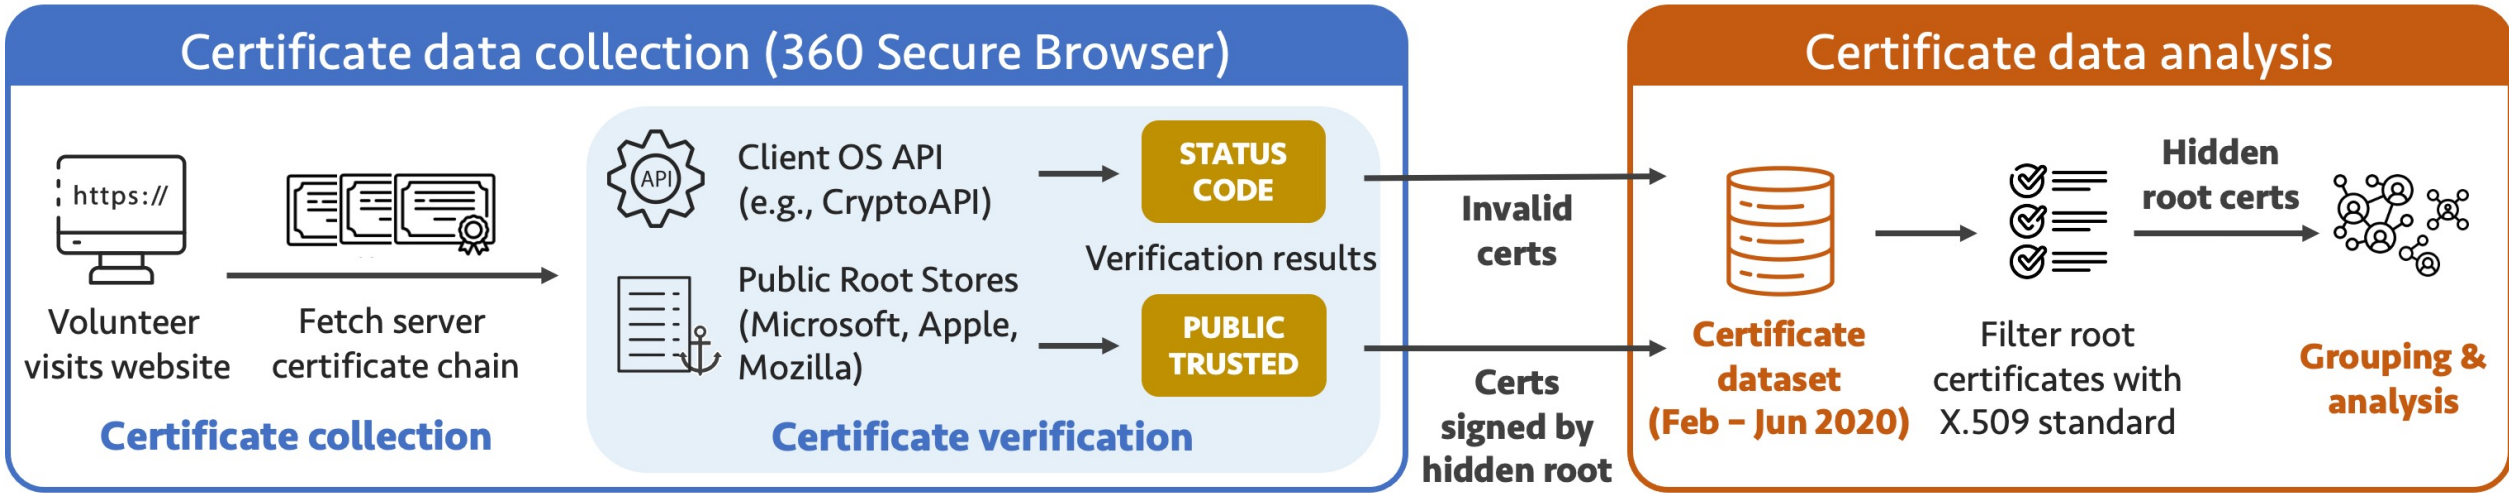 Certificate data collection (360 Secure Browser)
https://
Volunteer
visits website
Fetch server
certificate chain
Certificate collection
API
Client OS API
(e.g., CryptoAPI)
STATUS
CODE
Verification results
Public Root Stores
(Microsoft, Apple,
Mozilla)
PUBLIC
TRUSTED
Certificate verification
Invalid
certs
Certs
signed by
hidden root
Certificate data analysis
Certificate
dataset
(Feb – Jun 2020)
Filter root
certificates with
X.509 standard
Hidden
root certs
Grouping &
analysis